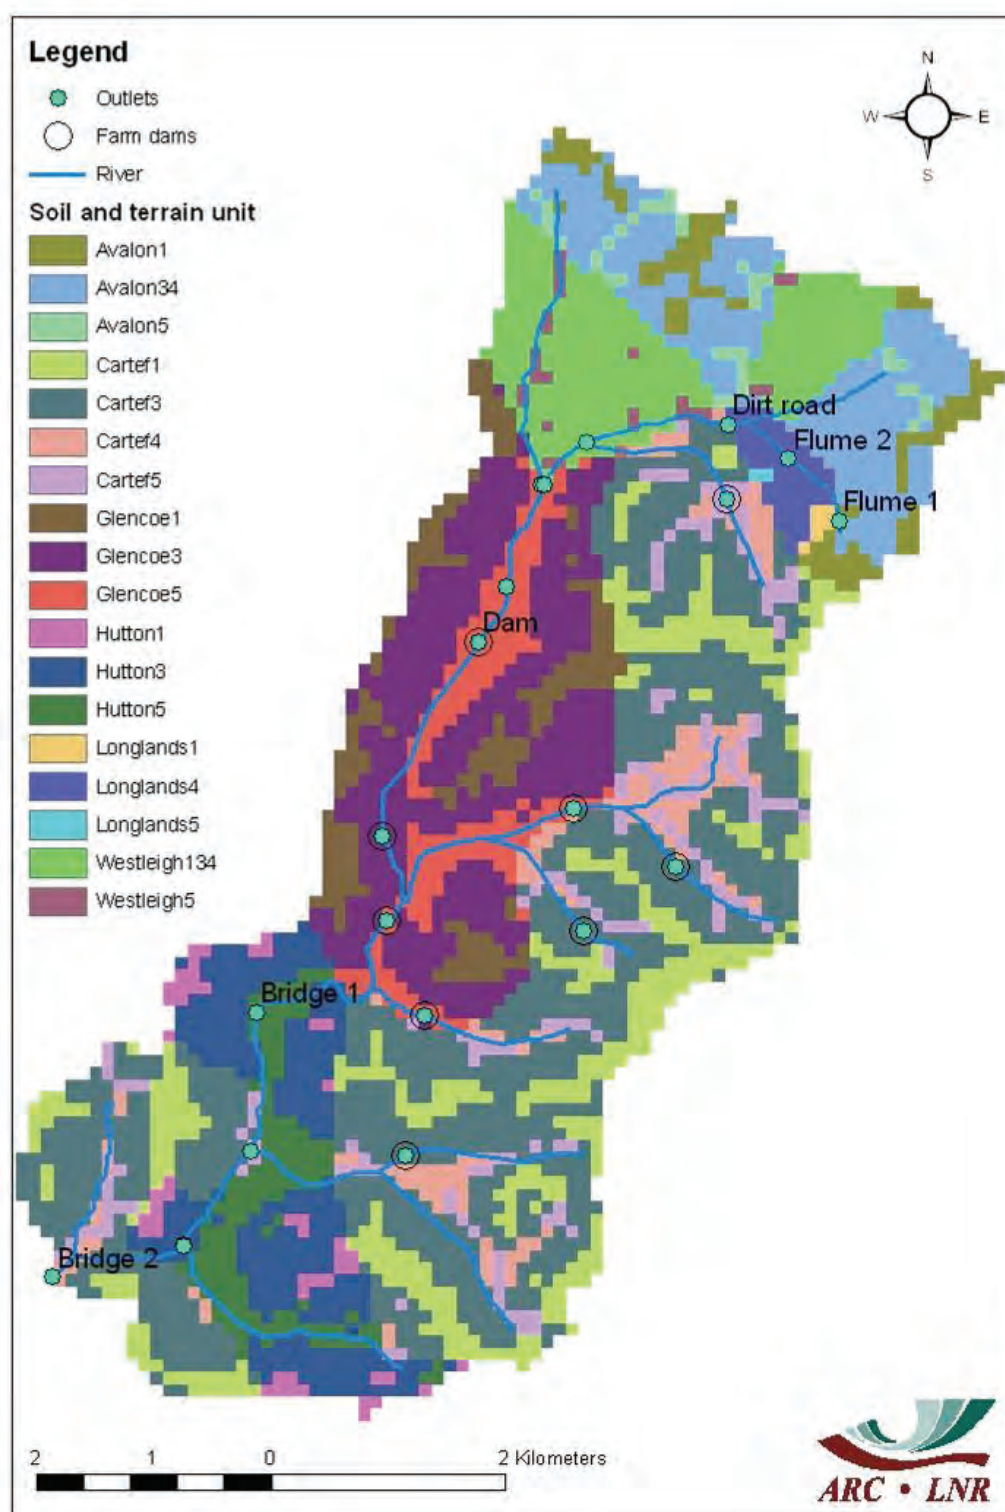 Legend
Outlets
Farm dams
River
Soil and terrain unit
Avalon1
Avalon34
Avalon5
Cartef1
Cartef3
Cartef4
Cartef5
Glencoe1
Glencoe3
Glencoe5
Hutton1
Hutton3
Hutton5
Longlands1
Longlands4
Longlands5
Westleigh134
Westleigh5
N
W E
S
Dirt road
Flume 2
Flume 1
Dam
Bridge 1
Bridge 2
2 1 0 2 Kilometers
ARC • LNR